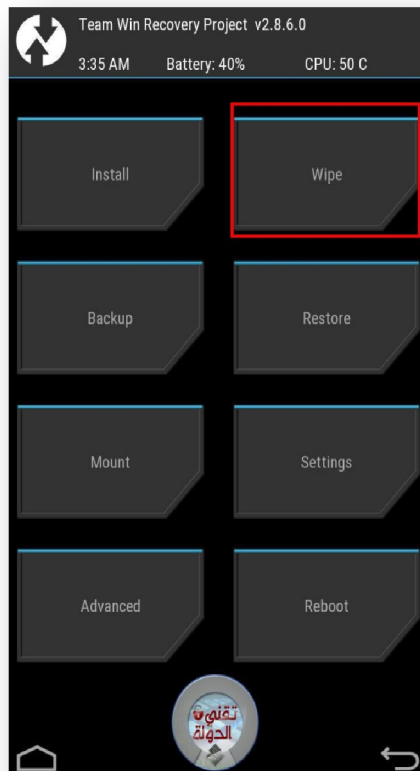 Team Win Recovery Project v2.8.6.0
3:35 AM Battery: 40% CPU: 50 C
Install Wipe
Backup Restore
Mount Settings
Advanced Reboot
تقني
الدولة